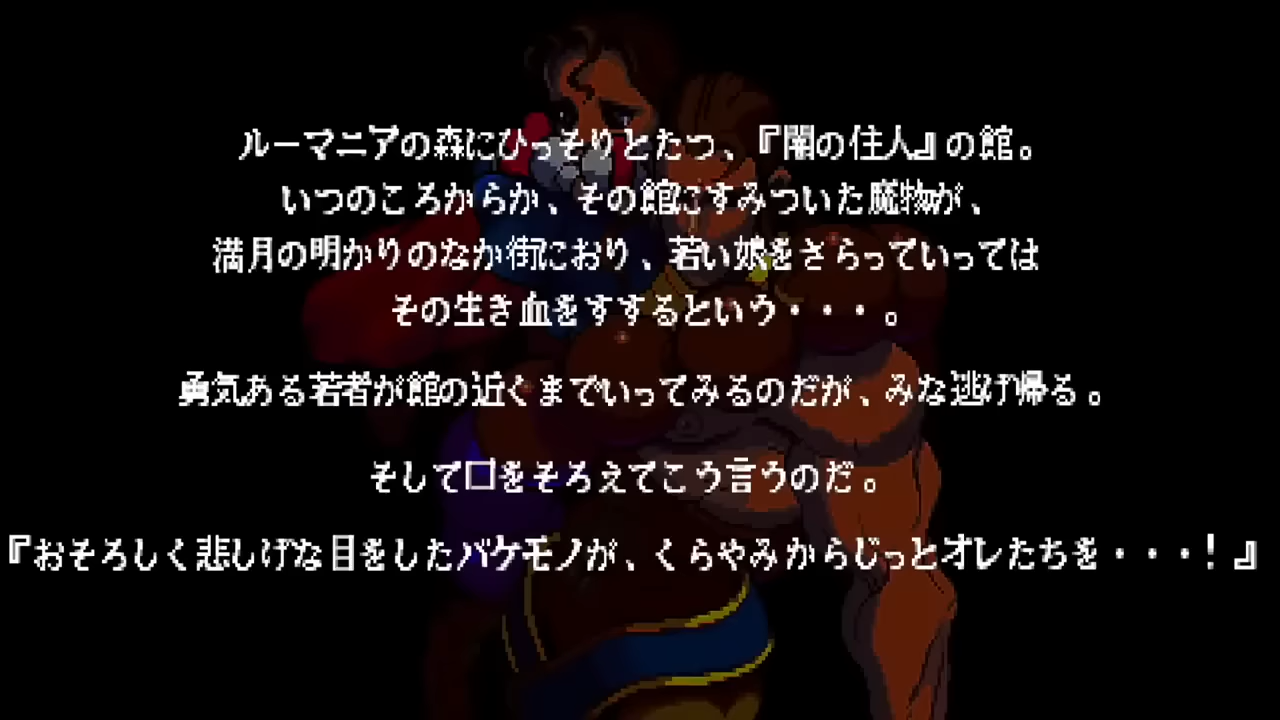 ルーマニアの森にひっそりとたつ、『闇の住人』の館。
いつのころからか、その館にすみついた魔物が、
満月の明かりのなか街におり、若い娘をさらっていっては
その生き血をすするという・・・。
勇気ある若者が館の近くまでいってみるのだが、みな逃げ帰る。
そして口をそろえてこう言うのだ。
『おそろしく悲しげな目をしたバケモノが、くらやみからじっとオレたちを・・・！』